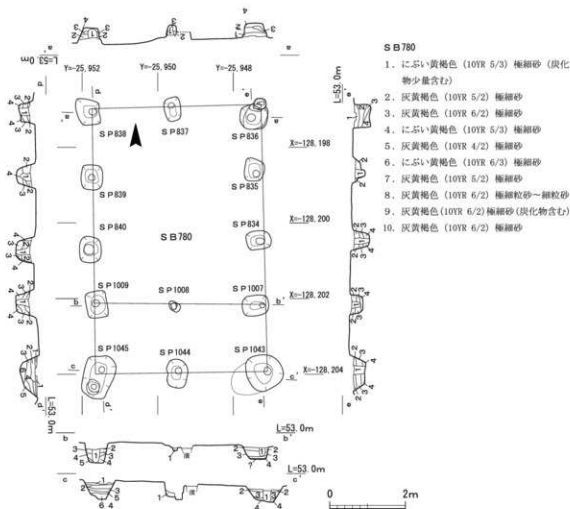 ＳＢ780
1．にぶい黄褐色（10YR 5/3）極細砂（炭化
物少量含む）
2．灰黄褐色（10YR 5/2）極細砂
3．灰黄褐色（10YR 6/2）極細砂
4．にぶい黄褐色（10YR 5/3）極細砂
5．灰黄褐色（10YR 4/2）極細砂
6．にぶい黄褐色（10YR 6/3）極細砂
7．灰黄褐色（10YR 5/2）極細砂
8．灰黄褐色（10YR 6/2）極細粒砂～細粒砂
9．灰黄褐色（10YR 6/2）極細砂（炭化物含む）
10．灰黄褐色（10YR 6/2）極細砂
L=53.0m
Y=-25,952
Y=-25,950
Y=-25,948
L=53.0m
ＳＰ838
ＳＰ837
ＳＰ836
X=-128,198
ＳＰ839
ＳＰ835
ＳＰ840
ＳＰ834
X=-128,200
ＳＢ780
ＳＰ1009
ＳＰ1008
ＳＰ1007
X=-128,202
b
b'
ＳＰ1045
ＳＰ1044
ＳＰ1043
X=-128,204
c
c'
L=53.0m
L=53.0m
b
b'
L=53.0m
c
c'
L=53.0m
0
2m